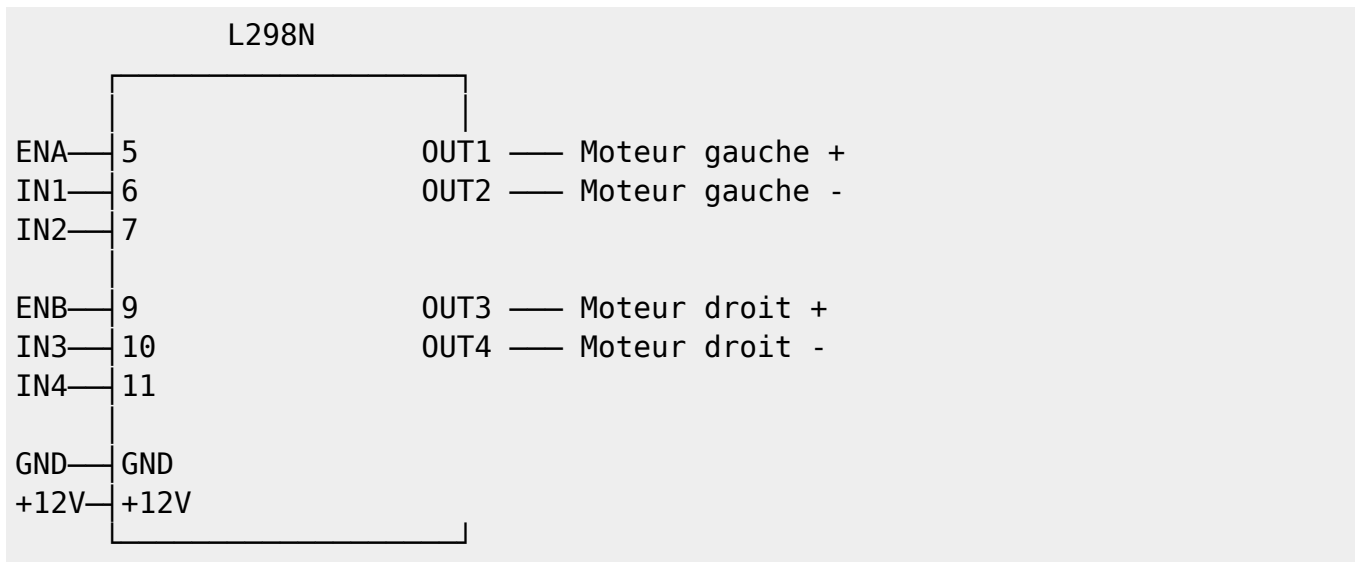 L298N
ENA 5 OUT1 Moteur gauche +
IN1 6 OUT2 Moteur gauche -
IN2 7
ENB 9 OUT3 Moteur droit +
IN3 10 OUT4 Moteur droit -
IN4 11
GND GND
+12V +12V